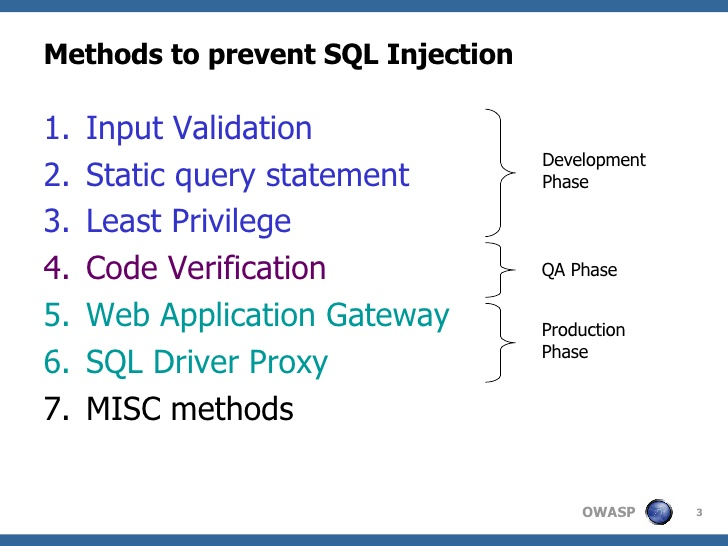 Methods to prevent SQL Injection
1. Input Validation
2. Static query statement
3. Least Privilege
Development
Phase
4. Code Verification
QA Phase
5. Web Application Gateway
6. SQL Driver Proxy
Production
Phase
7. MISC methods
OWASP
3